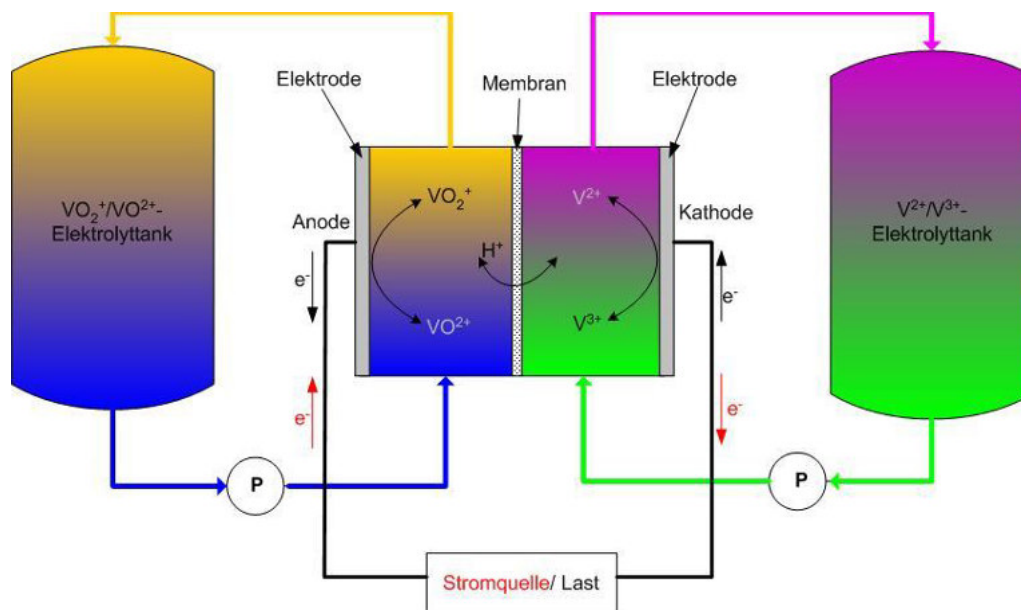 Elektrode
Membran
Elektrode
VO₂⁺/VO²⁺-
Elektrolyttank
Anode
VO₂⁺
V²⁺
Kathode
V²⁺/V³⁺-
Elektrolyttank
H⁺
e⁻
e⁻
VO²⁺
V³⁺
e⁻
e⁻
P
P
Stromquelle/ Last